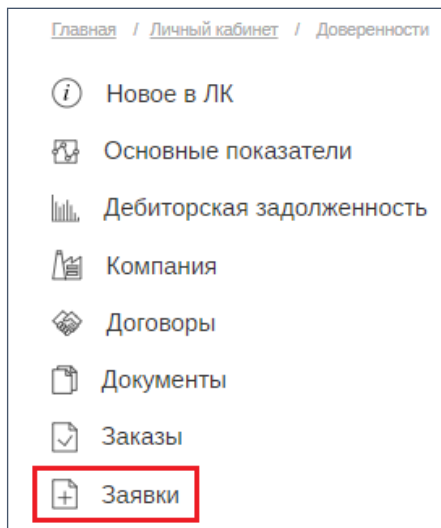 Главная / Личный кабинет / Доверенности
Новое в ЛК
Основные показатели
Дебиторская задолженность
Компания
Договоры
Документы
Заказы
Заявки